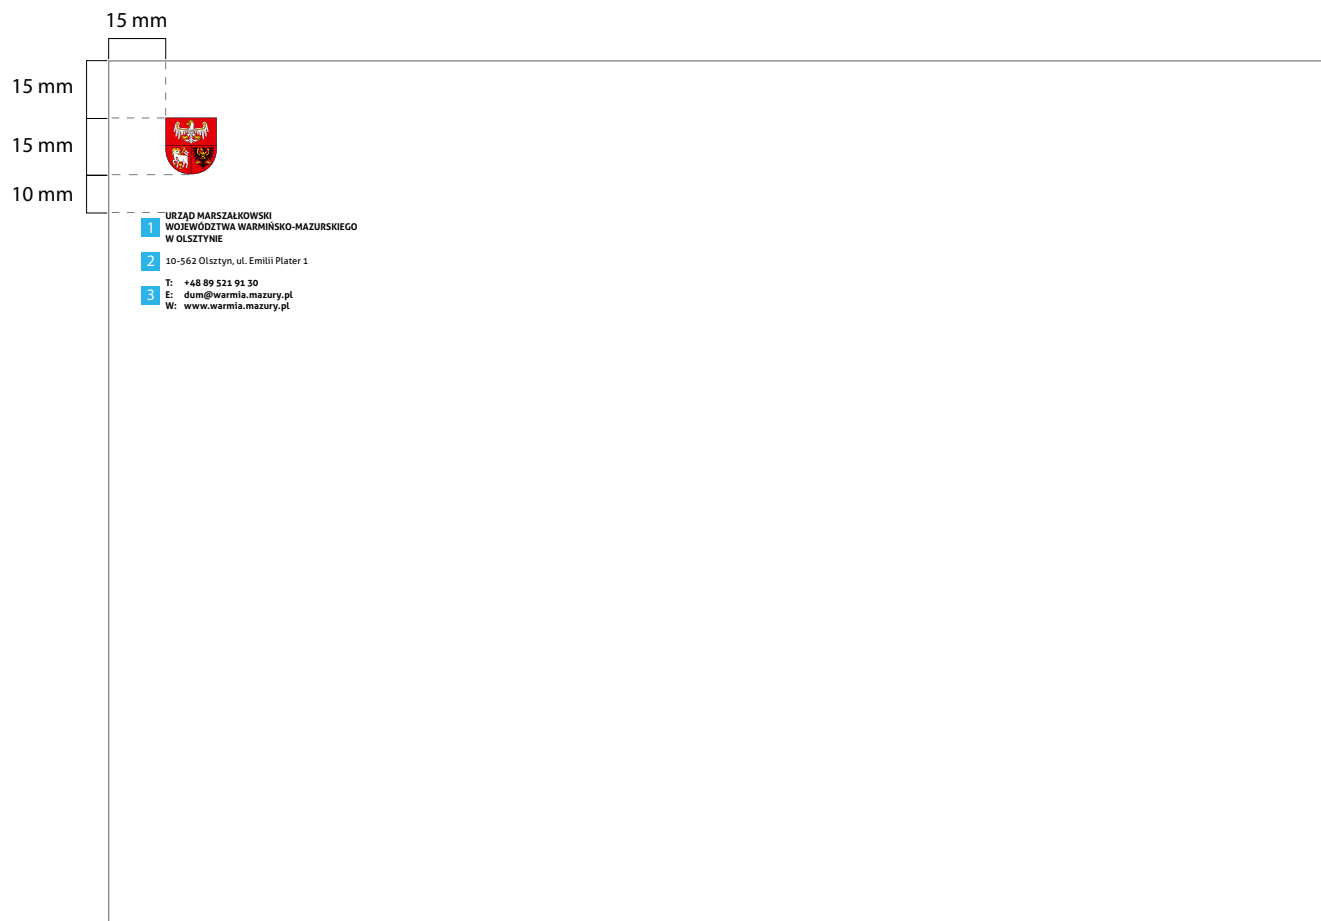 15 mm
15 mm
15 mm
10 mm
1
URZĄD MARSZAŁKOWSKI
WOJEWÓDZTWA WARMIŃSKO-MAZURSKIEGO
W OLSZTYNIE
2 10-562 Olsztyn, ul. Emilii Plater 1
3
T: +48 89 521 91 30
E: dum@warmia.mazury.pl
W: www.warmia.mazury.pl